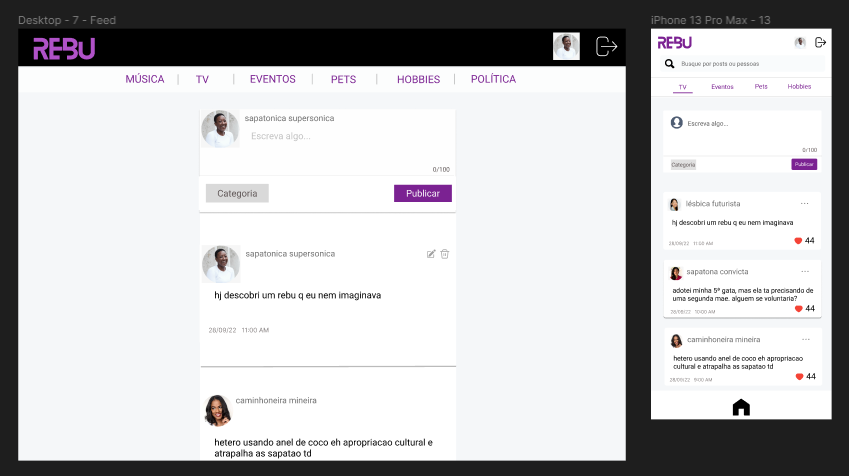 Desktop - 7 - Feed
REBU
MÚSICA | TV | EVENTOS | PETS | HOBBIES | POLÍTICA
sapatonica supersonica
Escreva algo...
0/100
Categoria
Publicar
sapatonica supersonica
hj descobri um rebu q eu nem imaginava
28/09/22 11:00 AM
caminhoneira mineira
hetero usando anel de coco eh apropriacao cultural e
atrapalha as sapatao td
iPhone 13 Pro Max - 13
REBU
Busque por posts ou pessoas
TV Eventos Pets Hobbies
Escreva algo...
0/100
Categoria
Publicar
lésbica futurista
hj descobri um rebu q eu nem imaginava
28/09/22 11:00 AM
44
sapatona convicta
adotei minha 5ª gata, mas ela ta precisando de
uma segunda mae. alguem se voluntaria?
28/09/22 10:00 AM
44
caminhoneira mineira
hetero usando anel de coco eh apropriacao
cultural e atrapalha as sapatao td
28/09/22 9:00 AM
44